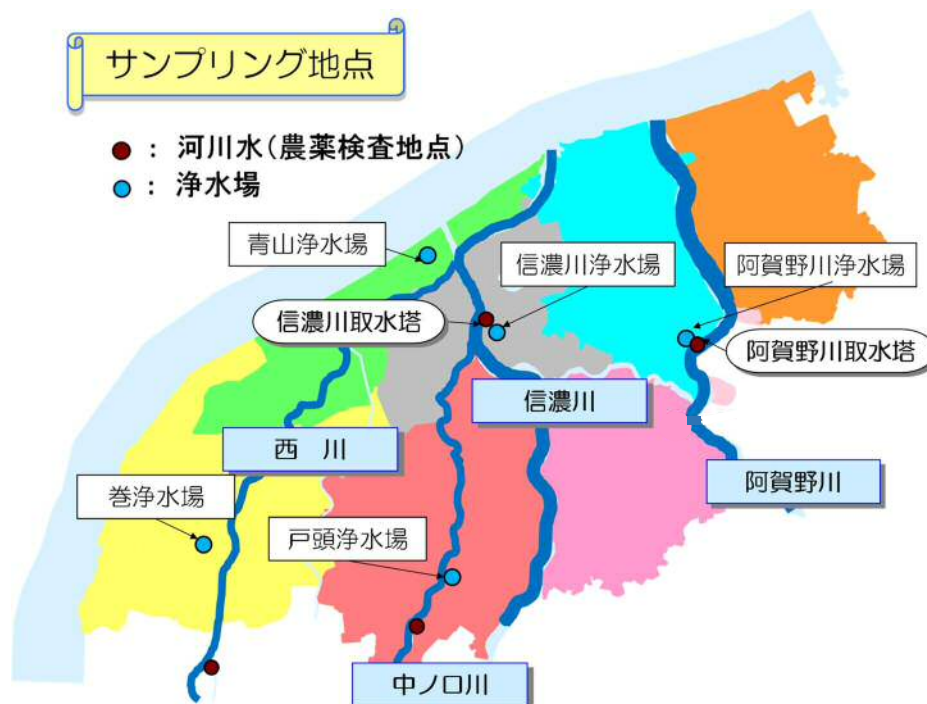 サンプリング地点
： 河川水（農薬検査地点）
： 浄水場
青山浄水場
信濃川浄水場
阿賀野川浄水場
信濃川取水塔
阿賀野川取水塔
信濃川
西 川
阿賀野川
巻浄水場
戸頭浄水場
中ノ口川